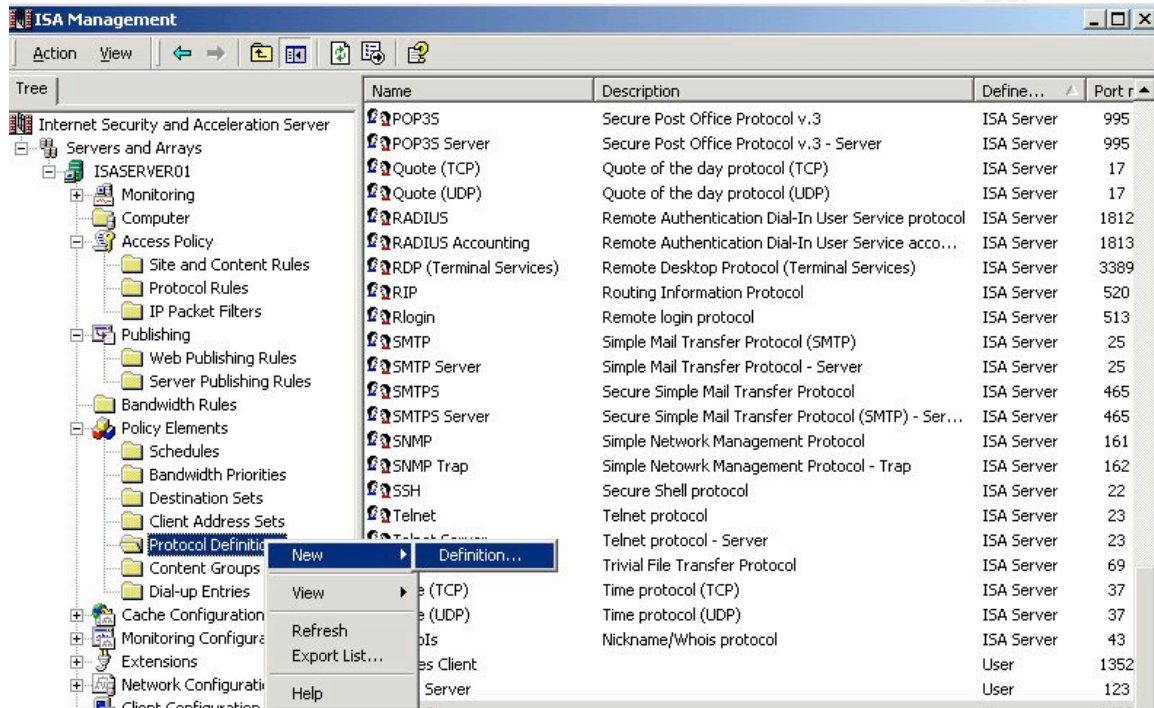 ISA Management
Action View
Tree
Internet Security and Acceleration Server
Servers and Arrays
ISASERVER01
Monitoring
Computer
Access Policy
Site and Content Rules
Protocol Rules
IP Packet Filters
Publishing
Web Publishing Rules
Server Publishing Rules
Bandwidth Rules
Policy Elements
Schedules
Bandwidth Priorities
Destination Sets
Client Address Sets
Protocol Definitio
Content Groups
Dial-up Entries
Cache Configuration
Monitoring Configura
Extensions
Network Configurati
Client Configuration
New
View
Refresh
Export List...
Help
Definition...
Name Description Define... Port r
POP3S Secure Post Office Protocol v.3 ISA Server 995
POP3S Server Secure Post Office Protocol v.3 - Server ISA Server 995
Quote (TCP) Quote of the day protocol (TCP) ISA Server 17
Quote (UDP) Quote of the day protocol (UDP) ISA Server 17
RADIUS Remote Authentication Dial-In User Service protocol ISA Server 1812
RADIUS Accounting Remote Authentication Dial-In User Service acco... ISA Server 1813
RDP (Terminal Services) Remote Desktop Protocol (Terminal Services) ISA Server 3389
RIP Routing Information Protocol ISA Server 520
Rlogin Remote login protocol ISA Server 513
SMTP Simple Mail Transfer Protocol (SMTP) ISA Server 25
SMTP Server Simple Mail Transfer Protocol - Server ISA Server 25
SMTPS Secure Simple Mail Transfer Protocol ISA Server 465
SMTPS Server Secure Simple Mail Transfer Protocol (SMTP) - Ser... ISA Server 465
SNMP Simple Network Management Protocol ISA Server 161
SNMP Trap Simple Netowrk Management Protocol - Trap ISA Server 162
SSH Secure Shell protocol ISA Server 22
Telnet Telnet protocol ISA Server 23
Telnet protocol - Server ISA Server 23
Trivial File Transfer Protocol ISA Server 69
e (TCP) Time protocol (TCP) ISA Server 37
e (UDP) Time protocol (UDP) ISA Server 37
oIs Nickname/Whois protocol ISA Server 43
es Client User 1352
Server User 123